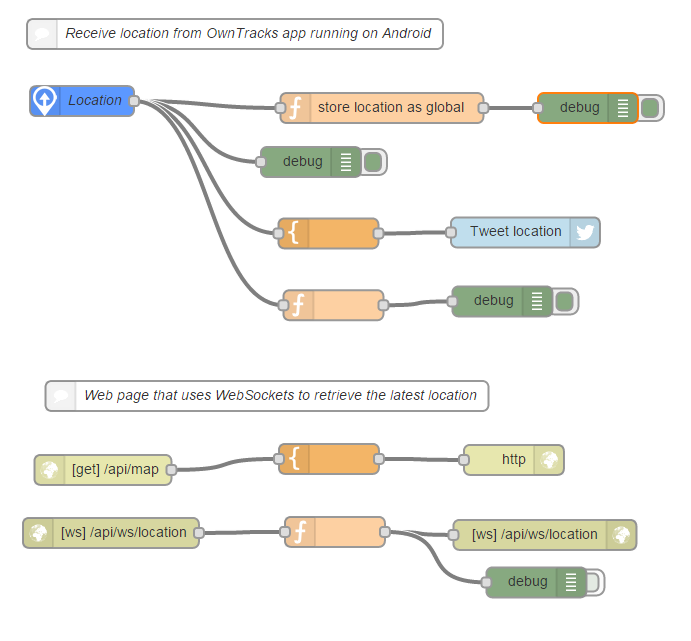 Receive location from OwnTracks app running on Android
Location
store location as global
debug
debug
Tweet location
debug
Web page that uses WebSockets to retrieve the latest location
[get] /api/map
http
[ws] /api/ws/location
[ws] /api/ws/location
debug